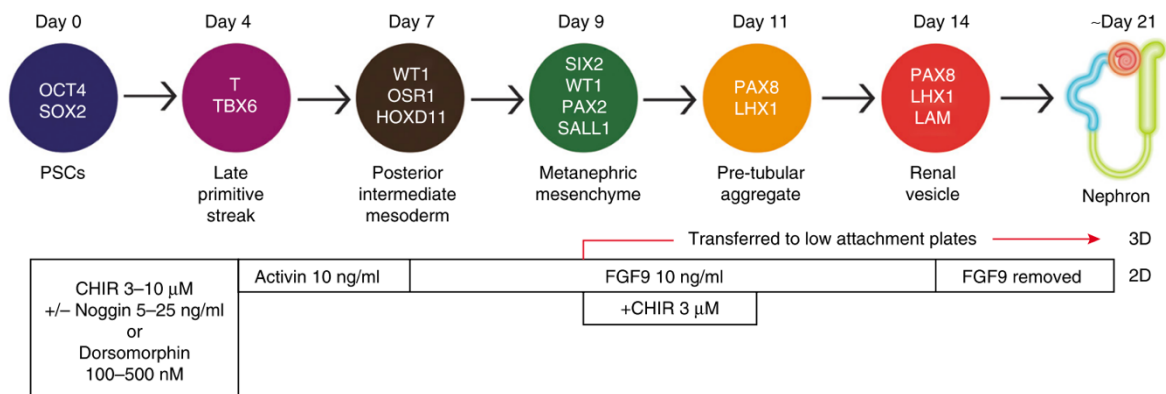 Day 0
Day 4
Day 7
Day 9
Day 11
Day 14
~Day 21
OCT4
SOX2
T
TBX6
WT1
OSR1
HOXD11
SIX2
WT1
PAX2
SALL1
PAX8
LHX1
PAX8
LHX1
LAM
PSCs
Late
primitive
streak
Posterior
intermediate
mesoderm
Metanephric
mesenchyme
Pre-tubular
aggregate
Renal
vesicle
Nephron
Transferred to low attachment plates
3D
CHIR 3–10 μM
+/– Noggin 5–25 ng/ml
or
Dorsomorphin
100–500 nM
Activin 10 ng/ml
FGF9 10 ng/ml
FGF9 removed
2D
+CHIR 3 μM